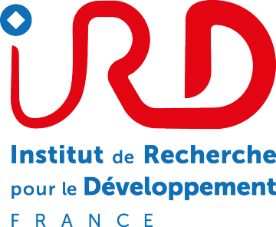 iRD
Institut de Recherche
pour le Développement
FRANCE